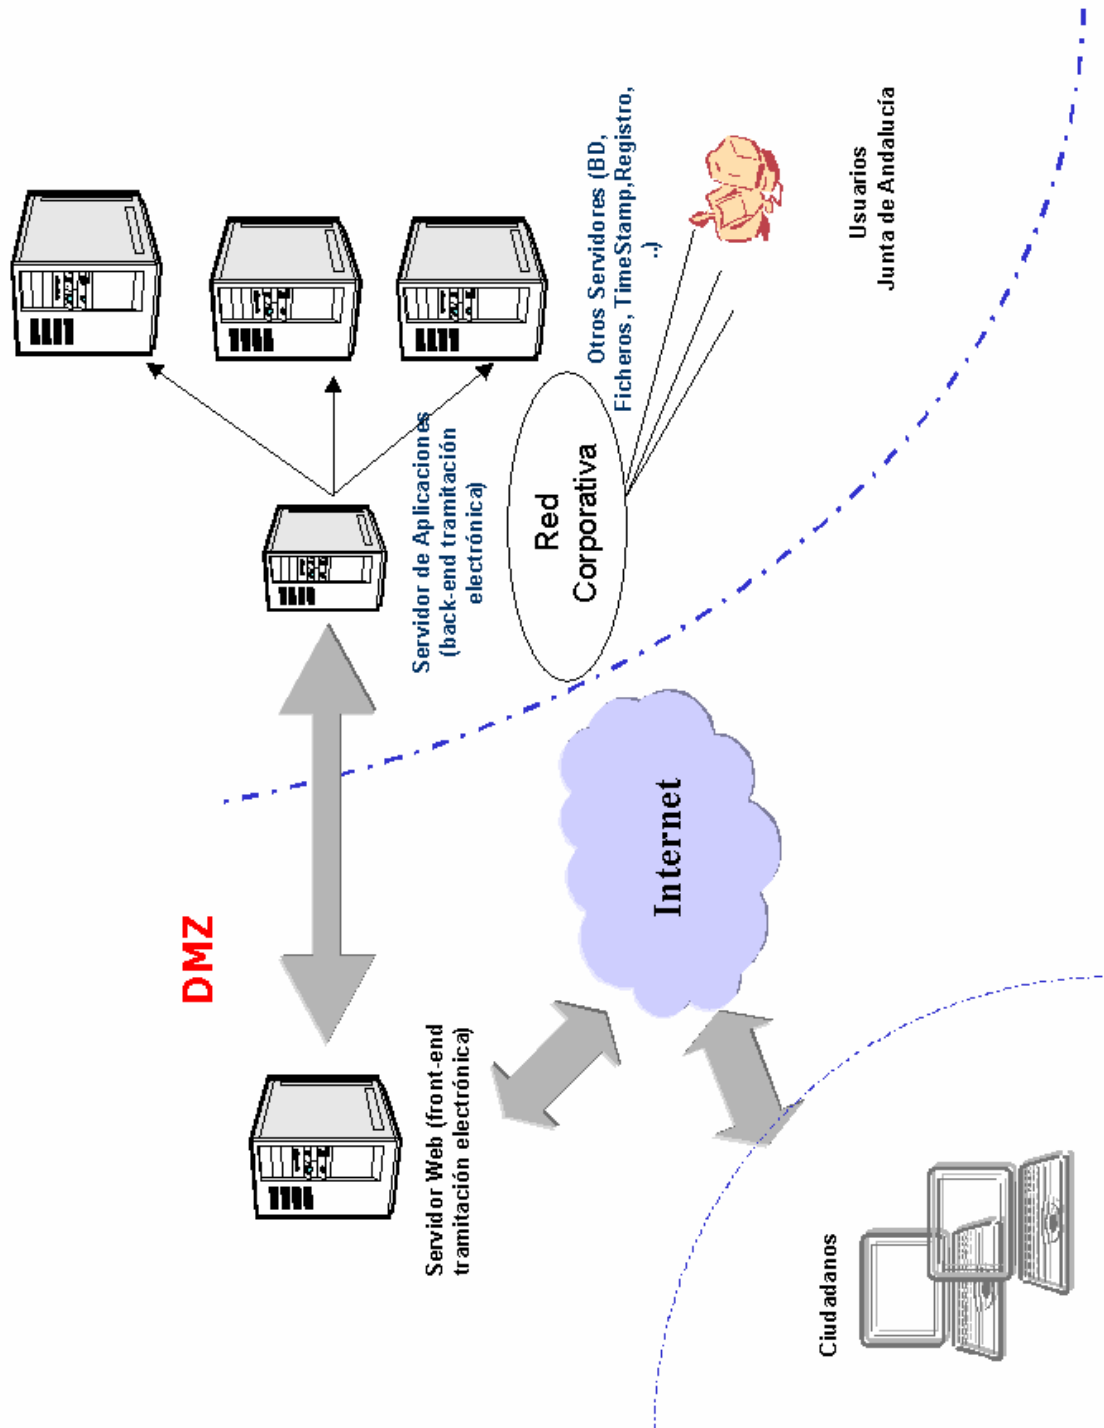 DMZ
Servidor Web (front-end
tramitación electrónica)
Servidor de Aplicaciones
(back-end tramitación
electrónica)
Otros Servidores (BD,
Ficheros, TimeStamp,Registro,
..)
Red
Corporativa
Internet
Usuarios
Junta de Andalucía
Ciudadanos